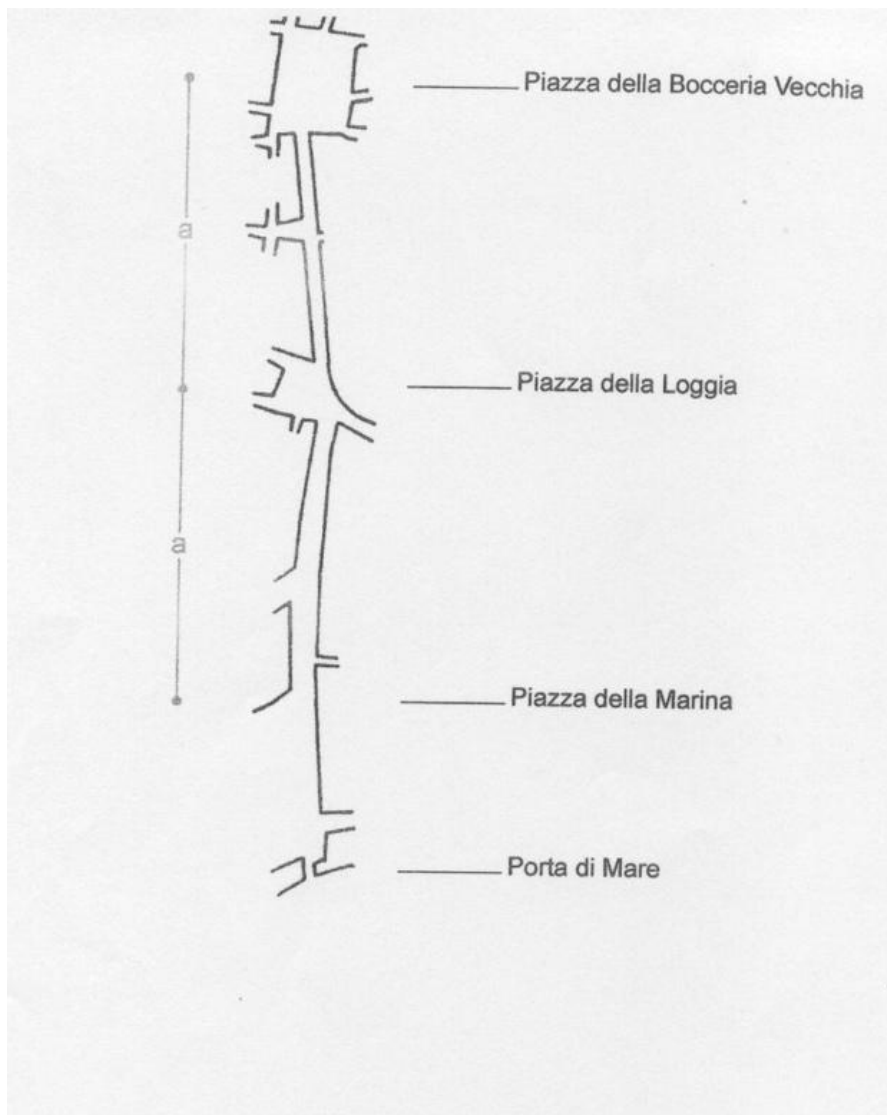 Piazza della Bocceria Vecchia
a
Piazza della Loggia
a
Piazza della Marina
Porta di Mare